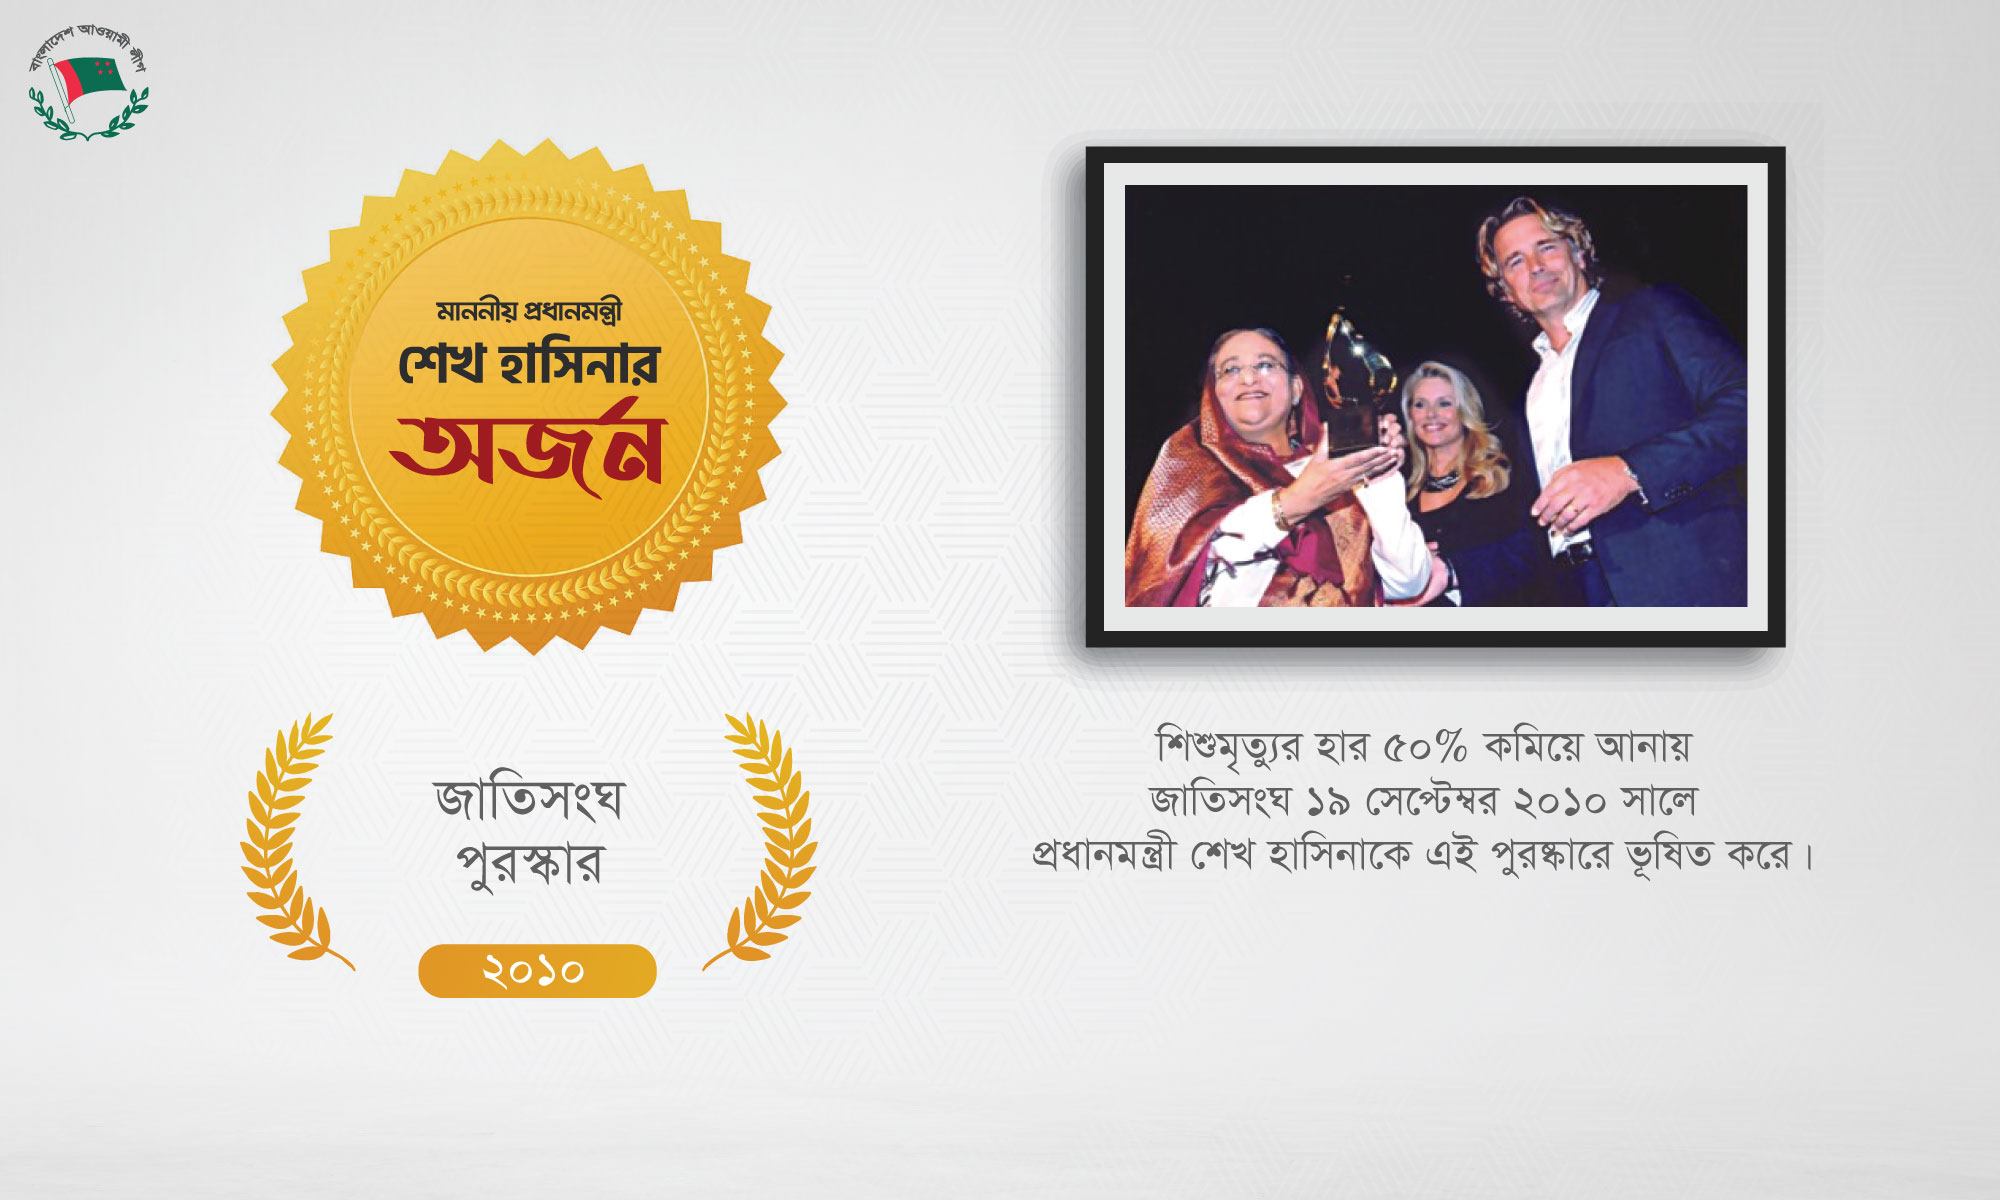 বাংলাদেশ আওয়ামী লীগ
মাননীয় প্রধানমন্ত্রী
শেখ হাসিনার
অর্জন
জাতিসংঘ
পুরস্কার
২০১০
শিশুমৃত্যুর হার ৫০% কমিয়ে আনায়
জাতিসংঘ ১৯ সেপ্টেম্বর ২০১০ সালে
প্রধানমন্ত্রী শেখ হাসিনাকে এই পুরষ্কারে ভূষিত করে।